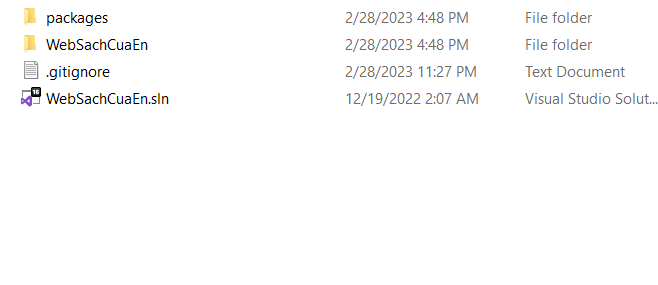 packages 2/28/2023 4:48 PM File folder
WebSachCuaEn 2/28/2023 4:48 PM File folder
.gitignore 2/28/2023 11:27 PM Text Document
16
WebSachCuaEn.sln 12/19/2022 2:07 AM Visual Studio Solut...